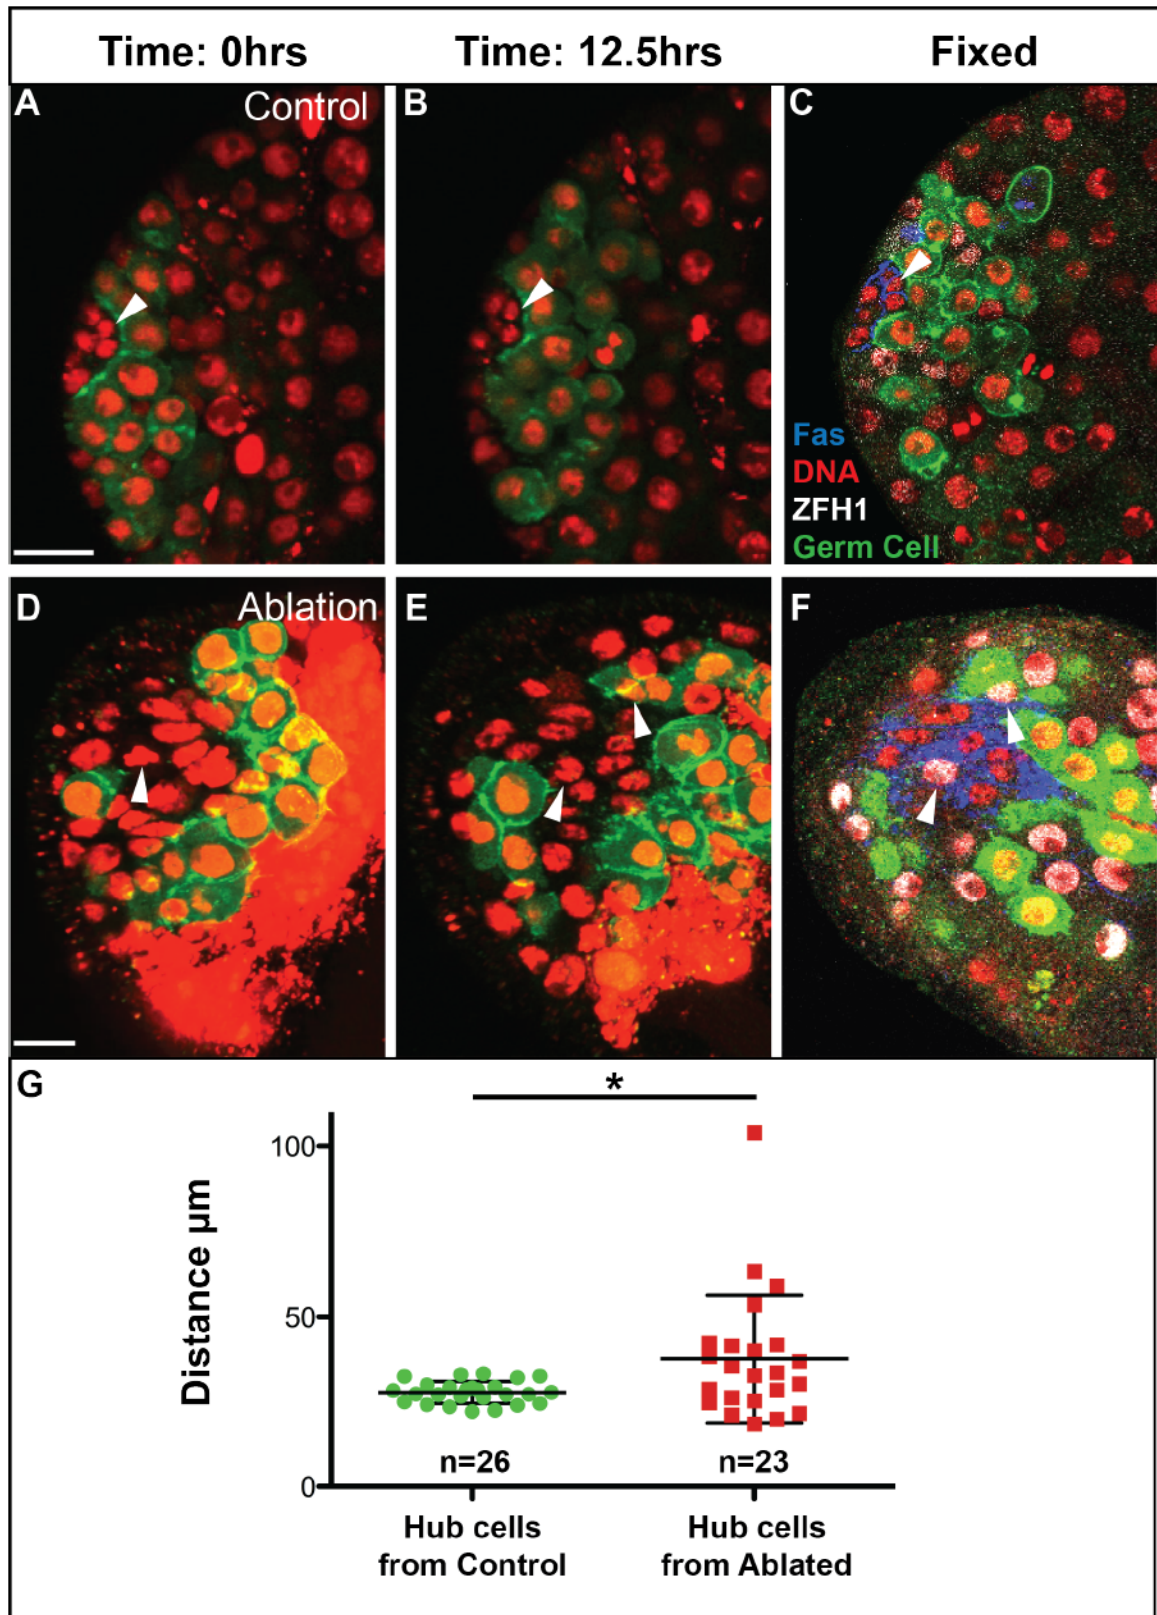 Time: 0hrs
Time: 12.5hrs
Fixed
A
Control
B
C
Fas
DNA
ZFH1
Germ Cell
D
Ablation
E
F
G
*
100
50
0
Distance µm
n=26
n=23
Hub cells
from Control
Hub cells
from Ablated